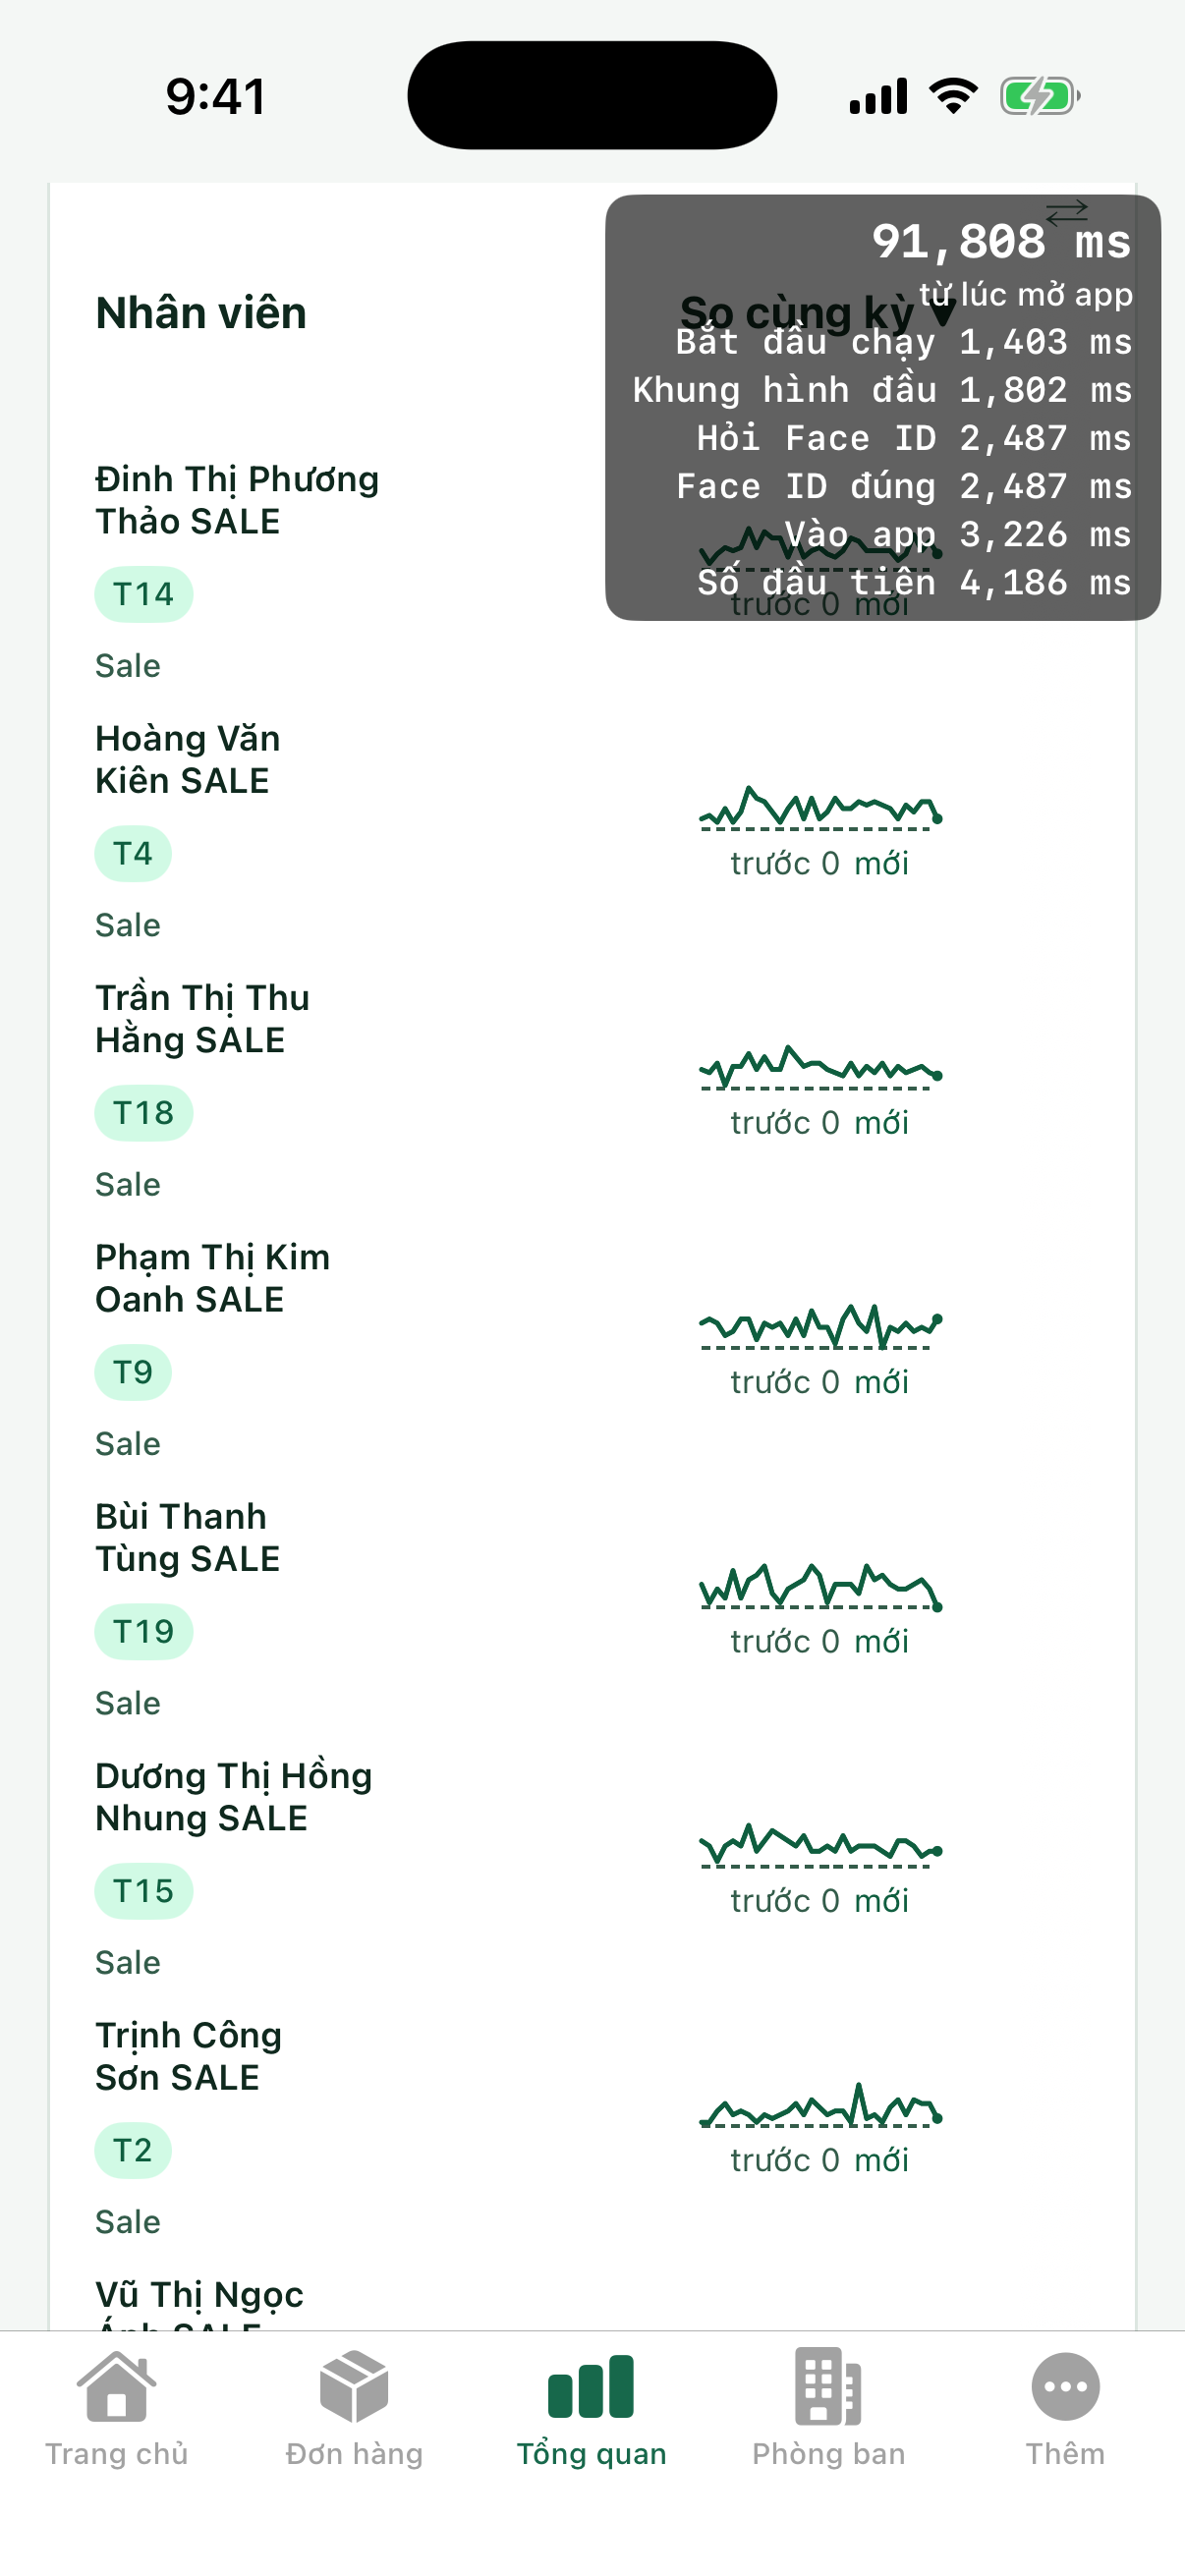 9:41
91,808 ms
từ lúc mở app
Nhân viên
So cùng kỳ ▼
Bắt đầu chạy 1,403 ms
Khung hình đầu 1,802 ms
Hỏi Face ID 2,487 ms
Face ID đúng 2,487 ms
Vào app 3,226 ms
Số đầu tiên 4,186 ms
Đinh Thị Phương
Thảo SALE
T14
trước 0 mới
Sale
Hoàng Văn
Kiên SALE
T4
trước 0 mới
Sale
Trần Thị Thu
Hằng SALE
T18
trước 0 mới
Sale
Phạm Thị Kim
Oanh SALE
T9
trước 0 mới
Sale
Bùi Thanh
Tùng SALE
T19
trước 0 mới
Sale
Dương Thị Hồng
Nhung SALE
T15
trước 0 mới
Sale
Trịnh Công
Sơn SALE
T2
trước 0 mới
Sale
Vũ Thị Ngọc
Ánh SALE
Trang chủ
Đơn hàng
Tổng quan
Phòng ban
Thêm